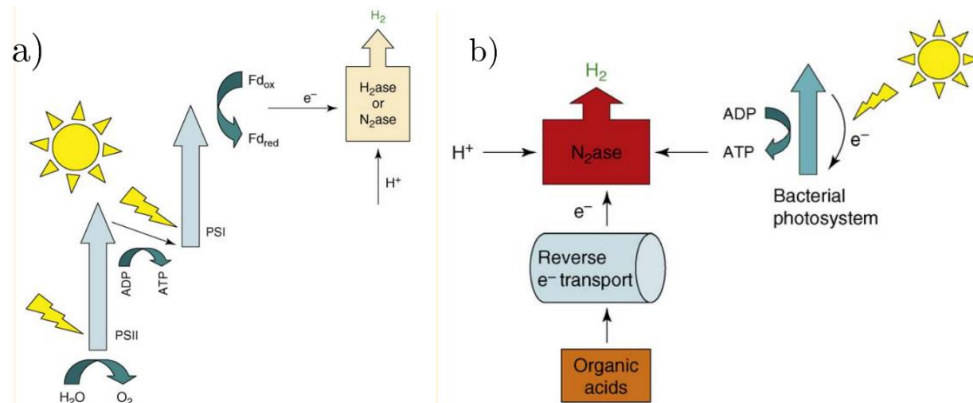 a)
H₂
Fdox
H₂ase
or
N₂ase
e⁻
Fdred
H⁺
PSI
ADP
ATP
PSII
H₂O
O₂
b)
H₂
ADP
e⁻
H⁺
N₂ase
ATP
Bacterial
photosystem
e⁻
Reverse
e⁻ transport
Organic
acids